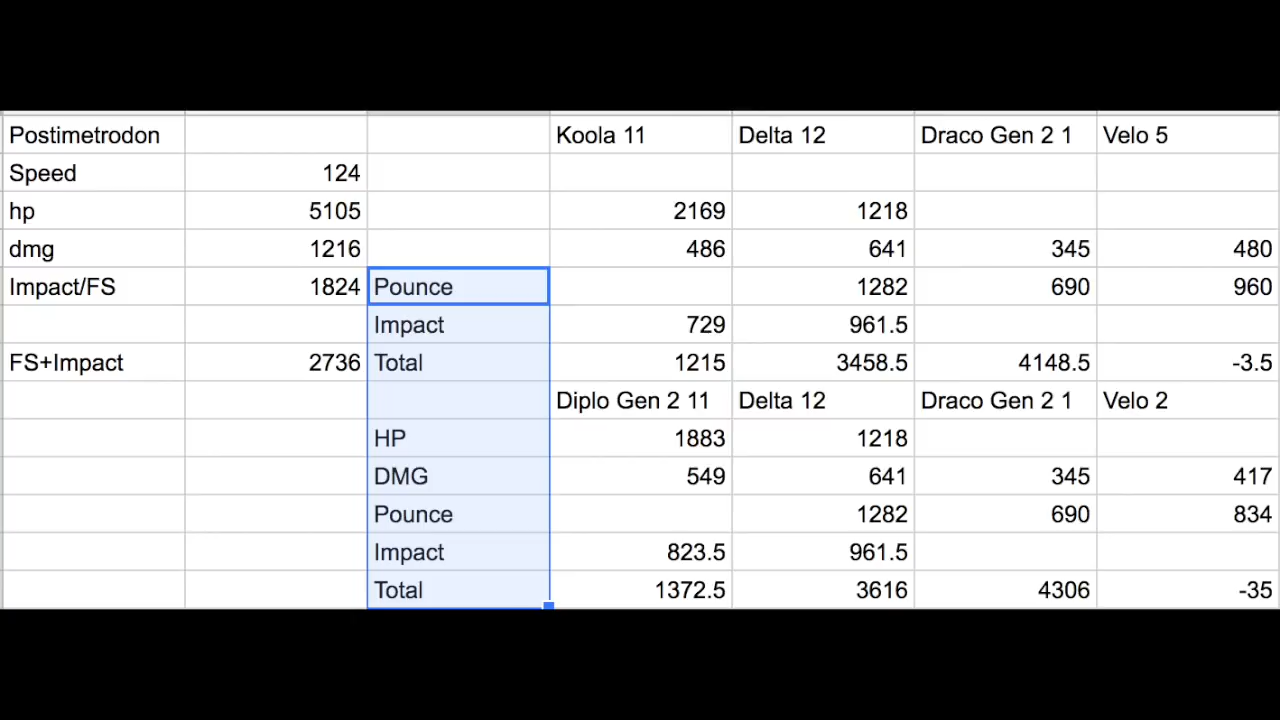 Postimetrodon Koola 11 Delta 12 Draco Gen 2 1 Velo 5
Speed 124
hp 5105 2169 1218
dmg 1216 486 641 345 480
Impact/FS 1824 Pounce 1282 690 960
Impact 729 961.5
FS+Impact 2736 Total 1215 3458.5 4148.5 -3.5
Diplo Gen 2 11 Delta 12 Draco Gen 2 1 Velo 2
HP 1883 1218
DMG 549 641 345 417
Pounce 1282 690 834
Impact 823.5 961.5
Total 1372.5 3616 4306 -35